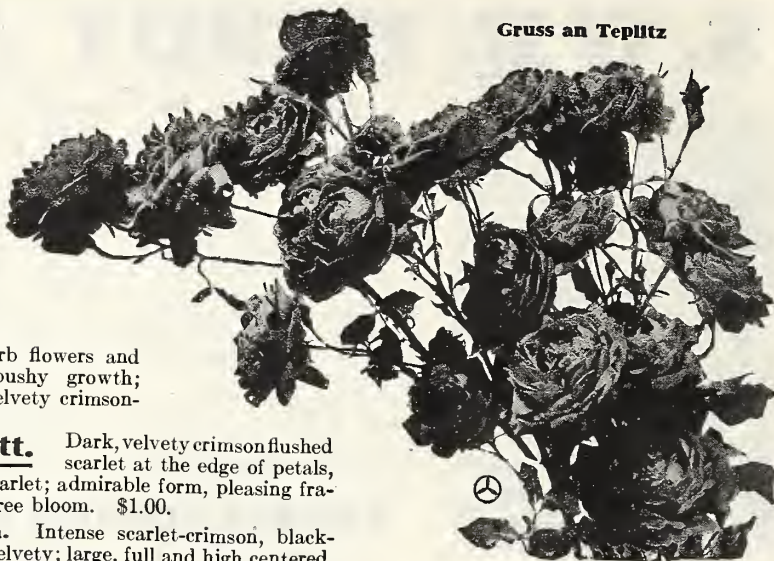 Gruss an Teplitz
rb flowers and
bushy growth;
elvety crimson-
tt. Dark, velvety crimson flushed
scarlet at the edge of petals,
arlet; admirable form, pleasing fra-
ree bloom. $1.00.
. Intense scarlet-crimson, black-
elvety; large, full and high centered